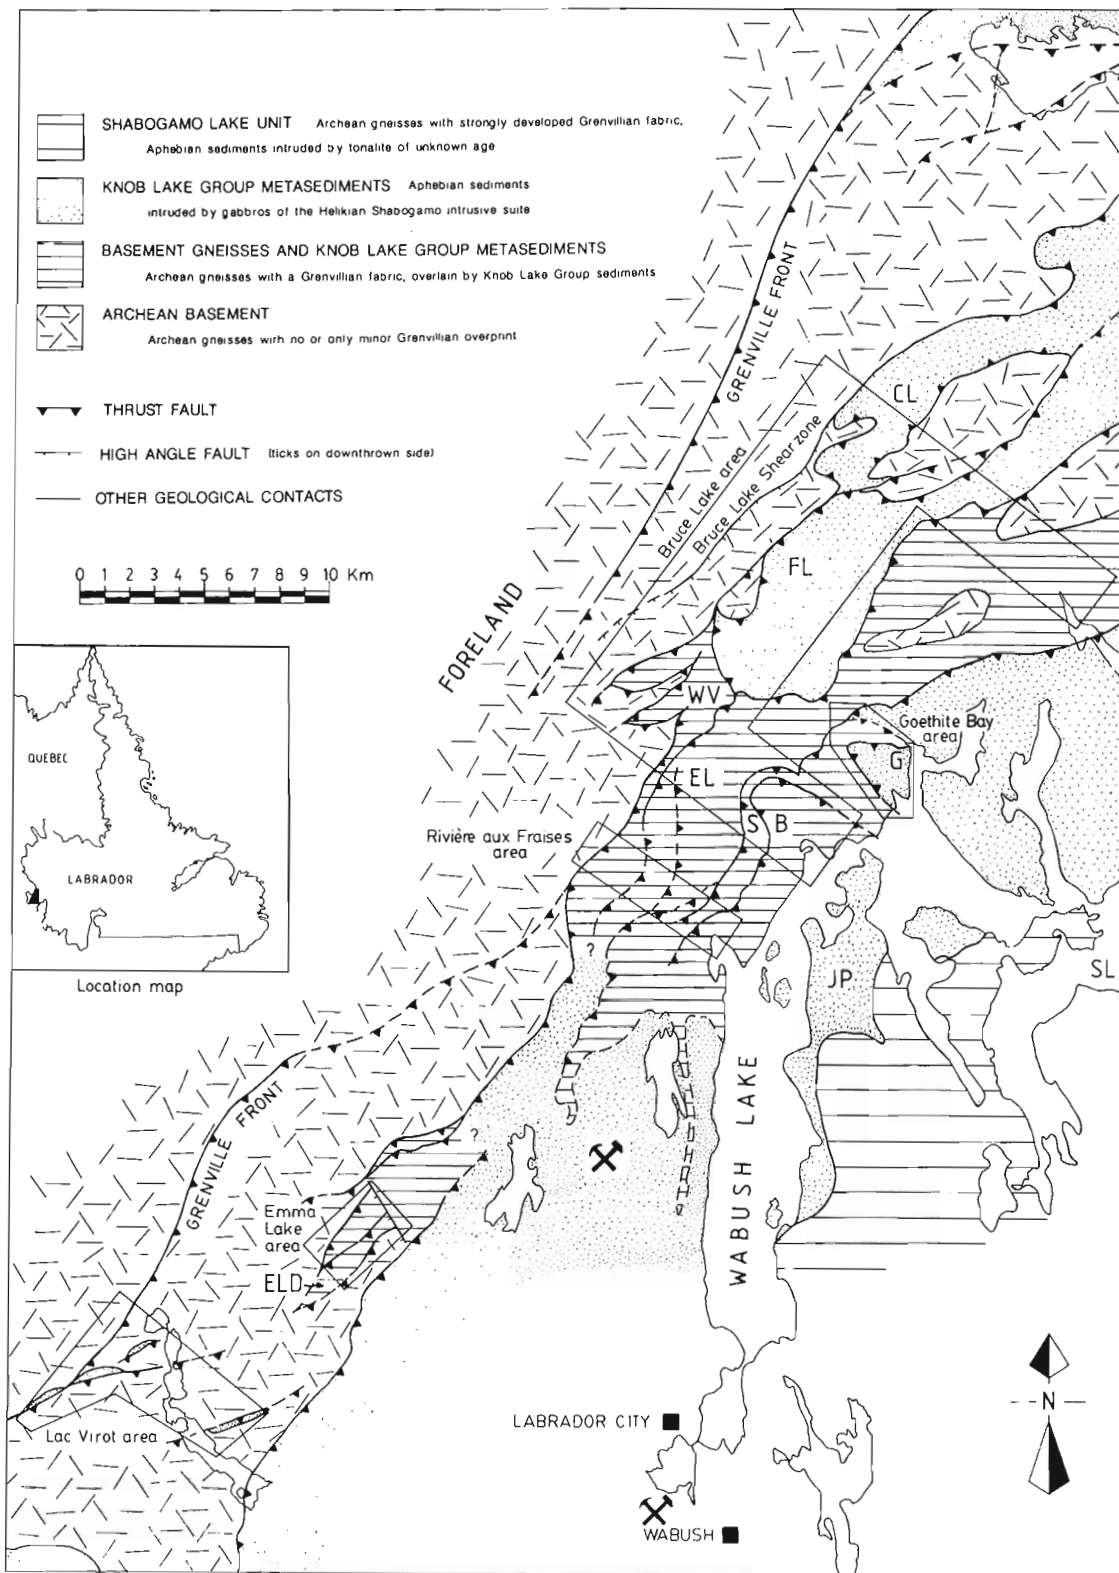 SHABOGAMO LAKE UNIT Archean gneisses with strongly developed Grenvillian fabric,
Aphebian sediments intruded by tonalite of unknown age
KNOB LAKE GROUP METASEDIMENTS Aphebian sediments
intruded by gabbros of the Helikian Shabogamo intrusive suite
BASEMENT GNEISSES AND KNOB LAKE GROUP METASEDIMENTS
Archean gneisses with a Grenvillian fabric, overlain by Knob Lake Group sediments
ARCHEAN BASEMENT
Archean gneisses with no or only minor Grenvillian overprint
THRUST FAULT
HIGH ANGLE FAULT (ticks on downthrown side)
OTHER GEOLOGICAL CONTACTS
0 1 2 3 4 5 6 7 8 9 10 Km
QUEBEC
LABRADOR
Location map
GRENVILLE FRONT
Bruce Lake area
Bruce Lake Shearzone
FORELAND
CL
FL
WV
EL
Goethite Bay
area
G
S B
Rivière aux Fraises
area
?
JP
SL
WABUSH LAKE
GRENVILLE FRONT
?
Emma
Lake
area
ELD
Lac Virot area
LABRADOR CITY
WABUSH
N